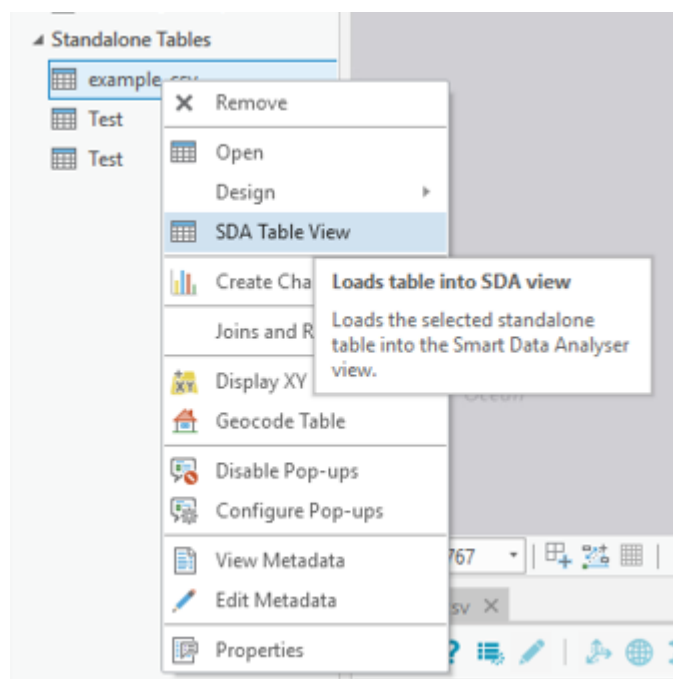 Standalone Tables
example.csv
Test
Test
Remove
Open
Design
SDA Table View
Create Cha
Loads table into SDA view
Joins and R
Loads the selected standalone
table into the Smart Data Analyser
view.
Display XY
Ocean
Geocode Table
Disable Pop-ups
Configure Pop-ups
View Metadata
767
Edit Metadata
sv
Properties